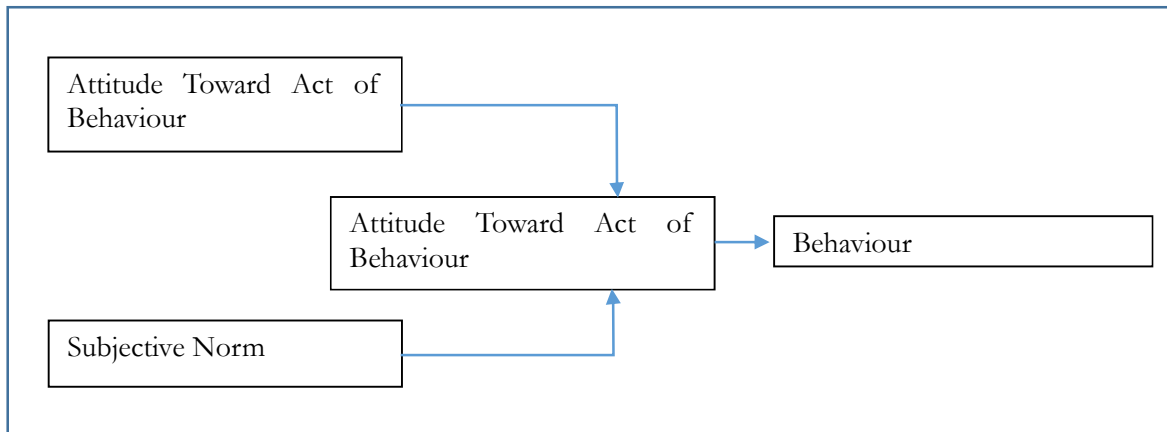 Attitude Toward Act of
Behaviour
Attitude Toward Act of
Behaviour
Behaviour
Subjective Norm